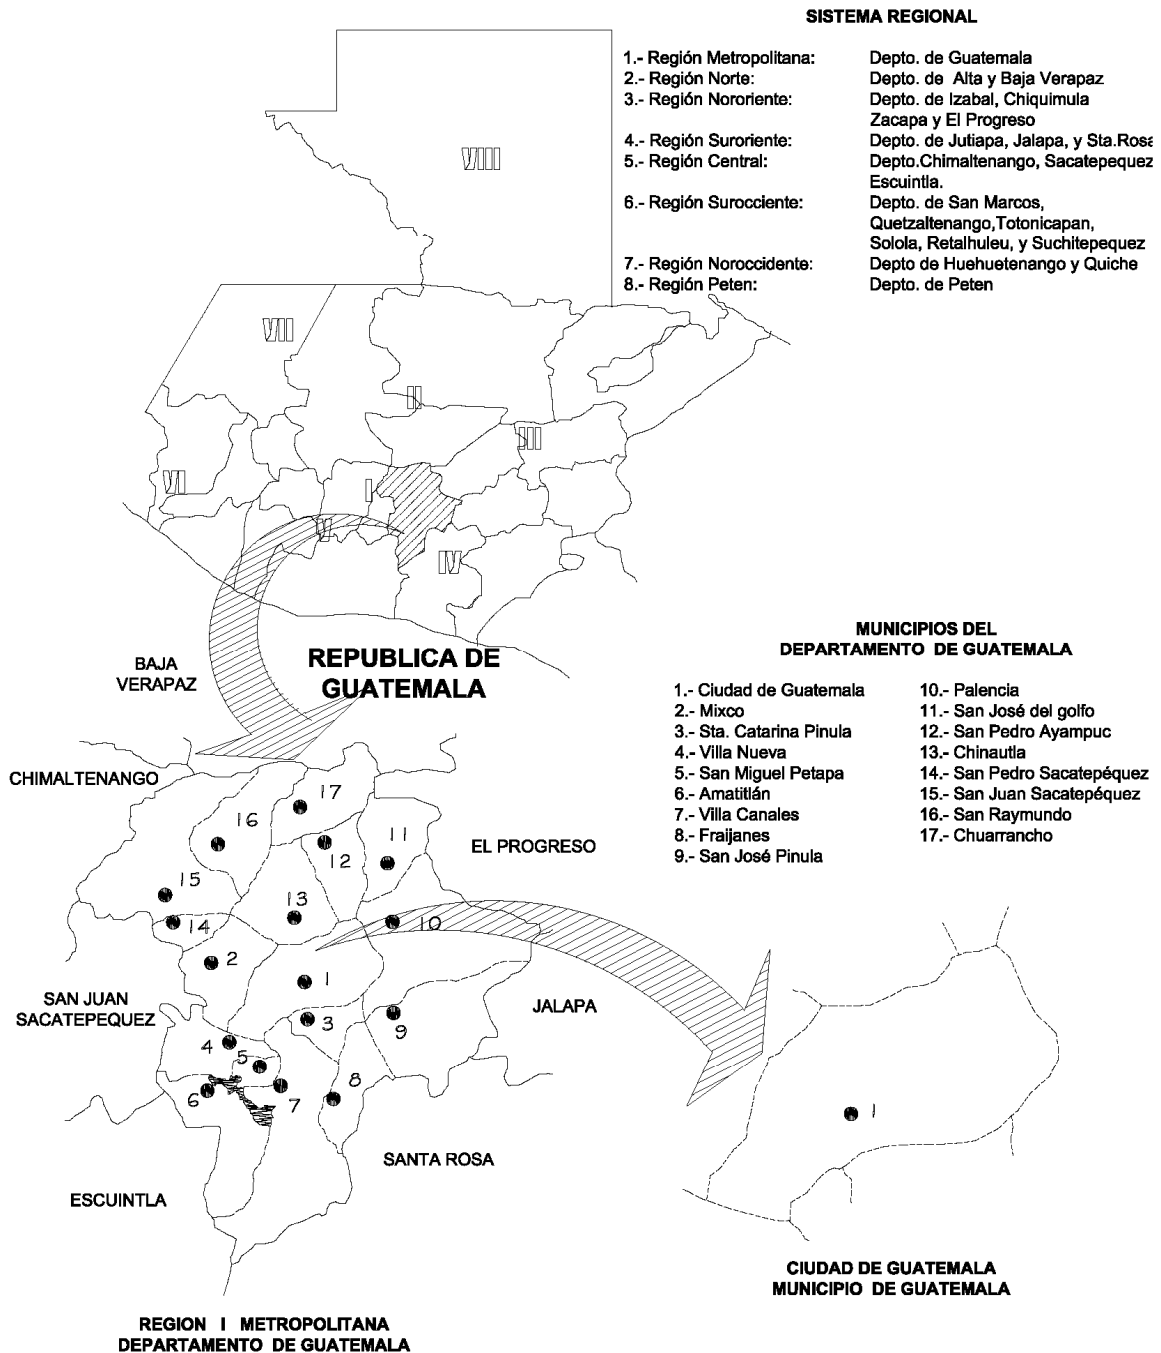 SISTEMA REGIONAL
1.- Región Metropolitana: Depto. de Guatemala
2.- Región Norte: Depto. de Alta y Baja Verapaz
3.- Región Nororiente: Depto. de Izabal, Chiquimula
Zacapa y El Progreso
4.- Región Suroriente: Depto. de Jutiapa, Jalapa, y Sta.Rosa
5.- Región Central: Depto.Chimaltenango, Sacatepequez
Escuintla.
6.- Región Surocciente: Depto. de San Marcos,
Quetzaltenango,Totonicapan,
Solola, Retalhuleu, y Suchitepequez
7.- Región Noroccidente: Depto de Huehuetenango y Quiche
8.- Región Peten: Depto. de Peten
VIII
VII
II
III
VI
I
V
IV
REPUBLICA DE
GUATEMALA
MUNICIPIOS DEL
DEPARTAMENTO DE GUATEMALA
1.- Ciudad de Guatemala 10.- Palencia
2.- Mixco 11.- San José del golfo
3.- Sta. Catarina Pinula 12.- San Pedro Ayampuc
4.- Villa Nueva 13.- Chinautla
5.- San Miguel Petapa 14.- San Pedro Sacatepéquez
6.- Amatitlán 15.- San Juan Sacatepéquez
7.- Villa Canales 16.- San Raymundo
8.- Fraijanes 17.- Chuarrancho
9.- San José Pinula
BAJA
VERAPAZ
CHIMALTENANGO
EL PROGRESO
17
16
11
12
15
13
14
10
2
1
SAN JUAN
SACATEPEQUEZ
JALAPA
3
9
4
5
6
7
8
SANTA ROSA
ESCUINTLA
1
CIUDAD DE GUATEMALA
MUNICIPIO DE GUATEMALA
REGION I METROPOLITANA
DEPARTAMENTO DE GUATEMALA